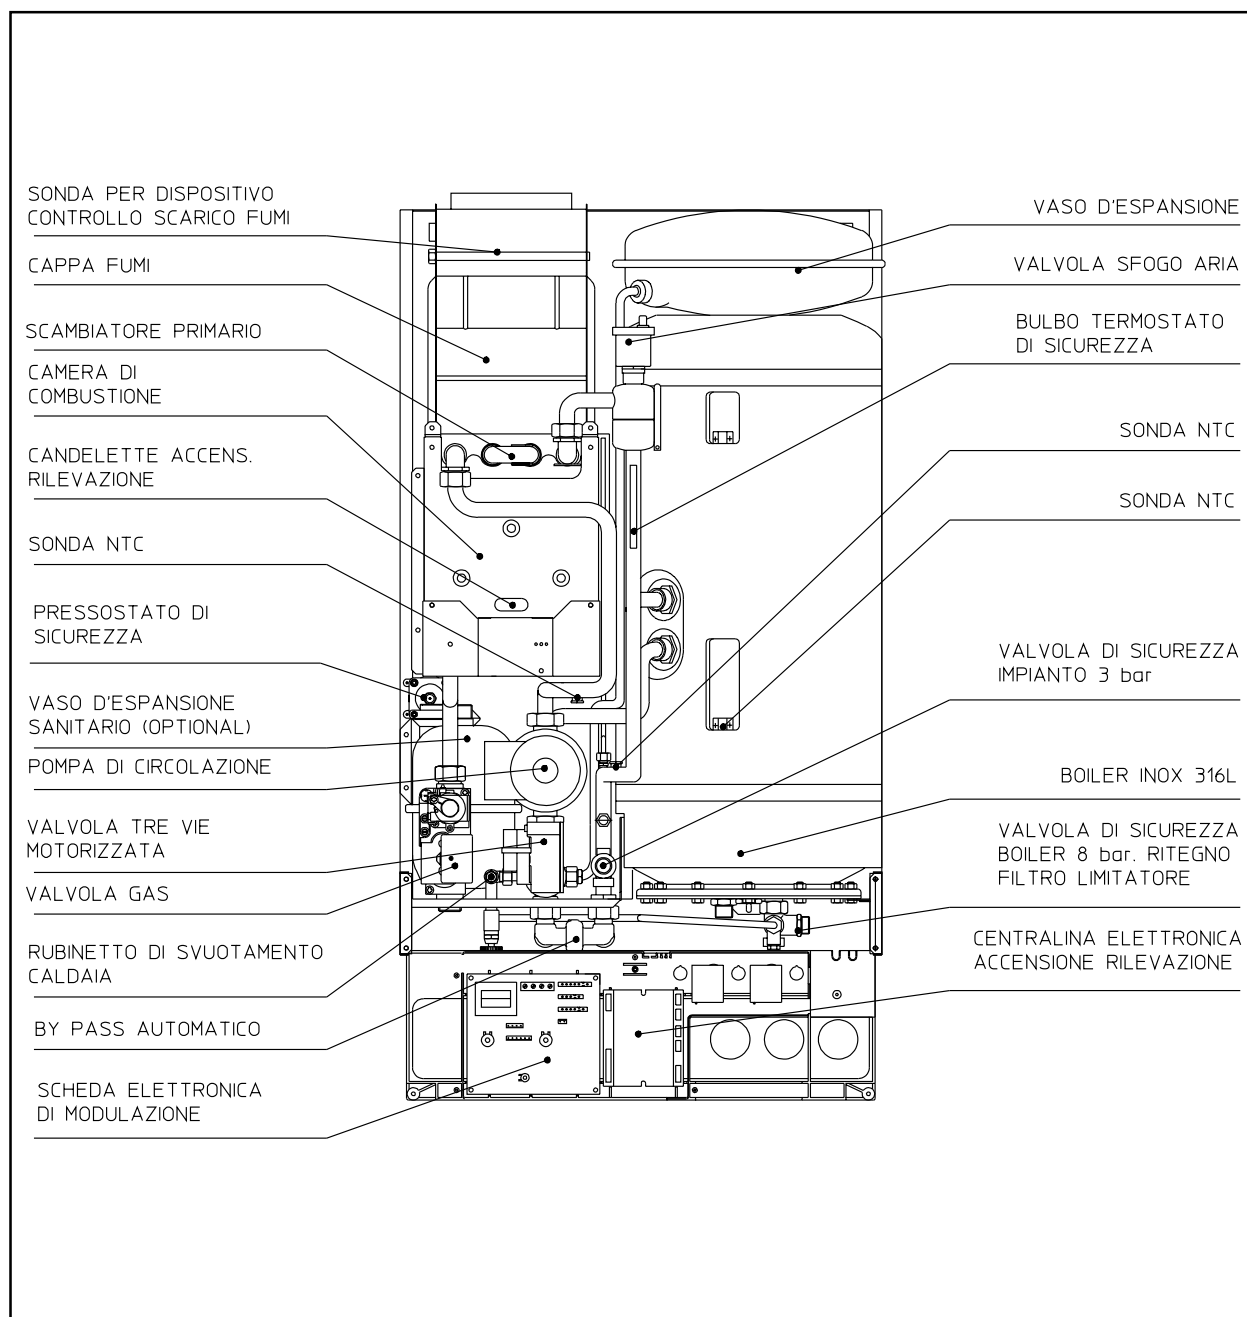 SONDA PER DISPOSITIVO
CONTROLLO SCARICO FUMI
CAPPA FUMI
SCAMBIATORE PRIMARIO
CAMERA DI
COMBUSTIONE
CANDELETTE ACCENS.
RILEVAZIONE
SONDA NTC
PRESSOSTATO DI
SICUREZZA
VASO D'ESPANSIONE
SANITARIO (OPTIONAL)
POMPA DI CIRCOLAZIONE
VALVOLA TRE VIE
MOTORIZZATA
VALVOLA GAS
RUBINETTO DI SVUOTAMENTO
CALDAIA
BY PASS AUTOMATICO
SCHEDA ELETTRONICA
DI MODULAZIONE
VASO D'ESPANSIONE
VALVOLA SFOGO ARIA
BULBO TERMOSTATO
DI SICUREZZA
SONDA NTC
SONDA NTC
VALVOLA DI SICUREZZA
IMPIANTO 3 bar
BOILER INOX 316L
VALVOLA DI SICUREZZA
BOILER 8 bar. RITEGNO
FILTRO LIMITATORE
CENTRALINA ELETTRONICA
ACCENSIONE RILEVAZIONE